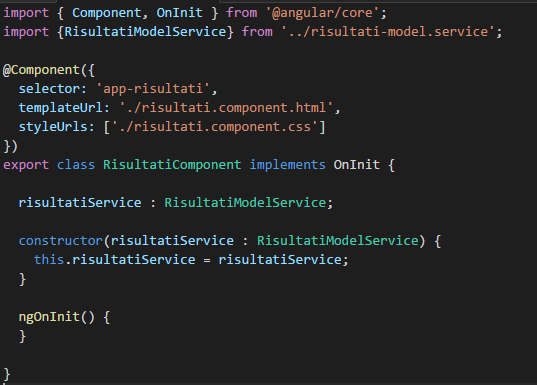 import { Component, OnInit } from '@angular/core';
import {RisultatiModelService} from '../risultati-model.service';
@Component({
  selector: 'app-risultati',
  templateUrl: './risultati.component.html',
  styleUrls: ['./risultati.component.css']
})
export class RisultatiComponent implements OnInit {
  risultatiService : RisultatiModelService;
  constructor(risultatiService : RisultatiModelService) {
    this.risultatiService = risultatiService;
  }
  ngOnInit() {
  }
}